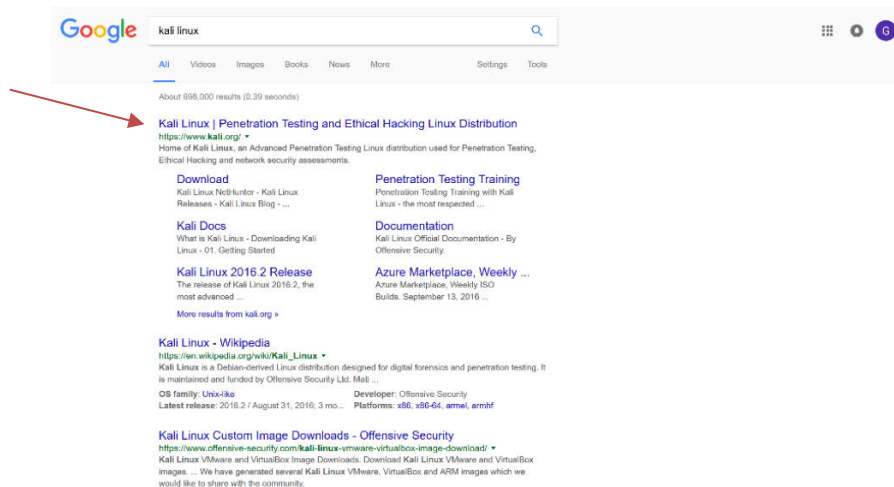 Google
kali linux
G
All Videos Images Books News More Settings Tools
About 698,000 results (0.39 seconds)
Kali Linux | Penetration Testing and Ethical Hacking Linux Distribution
https://www.kali.org/
Home of Kali Linux, an Advanced Penetration Testing Linux distribution used for Penetration Testing,
Ethical Hacking and network security assessments.
Download
Kali Linux NetHunter - Kali Linux
Releases - Kali Linux Blog - ...
Penetration Testing Training
Penetration Testing Training with Kali
Linux - the most respected ...
Kali Docs
What is Kali Linux - Downloading Kali
Linux - 01. Getting Started
Documentation
Kali Linux Official Documentation - By
Offensive Security.
Kali Linux 2016.2 Release
The release of Kali Linux 2016.2, the
most advanced ...
Azure Marketplace, Weekly ...
Azure Marketplace, Weekly ISO
Builds. September 13, 2016 ...
More results from kali.org »
Kali Linux - Wikipedia
https://en.wikipedia.org/wiki/Kali_Linux
Kali Linux is a Debian-derived Linux distribution designed for digital forensics and penetration testing. It
is maintained and funded by Offensive Security Ltd. Mati ...
OS family: Unix-like Developer: Offensive Security
Latest release: 2016.2 / August 31, 2016; 3 mo... Platforms: x86, x86-64, armel, armhf
Kali Linux Custom Image Downloads - Offensive Security
https://www.offensive-security.com/kali-linux-vmware-virtualbox-image-download/
Kali Linux VMware and VirtualBox Image Downloads. Download Kali Linux VMware and VirtualBox
images. ... We have generated several Kali Linux VMware, VirtualBox and ARM images which we
would like to share with the community.